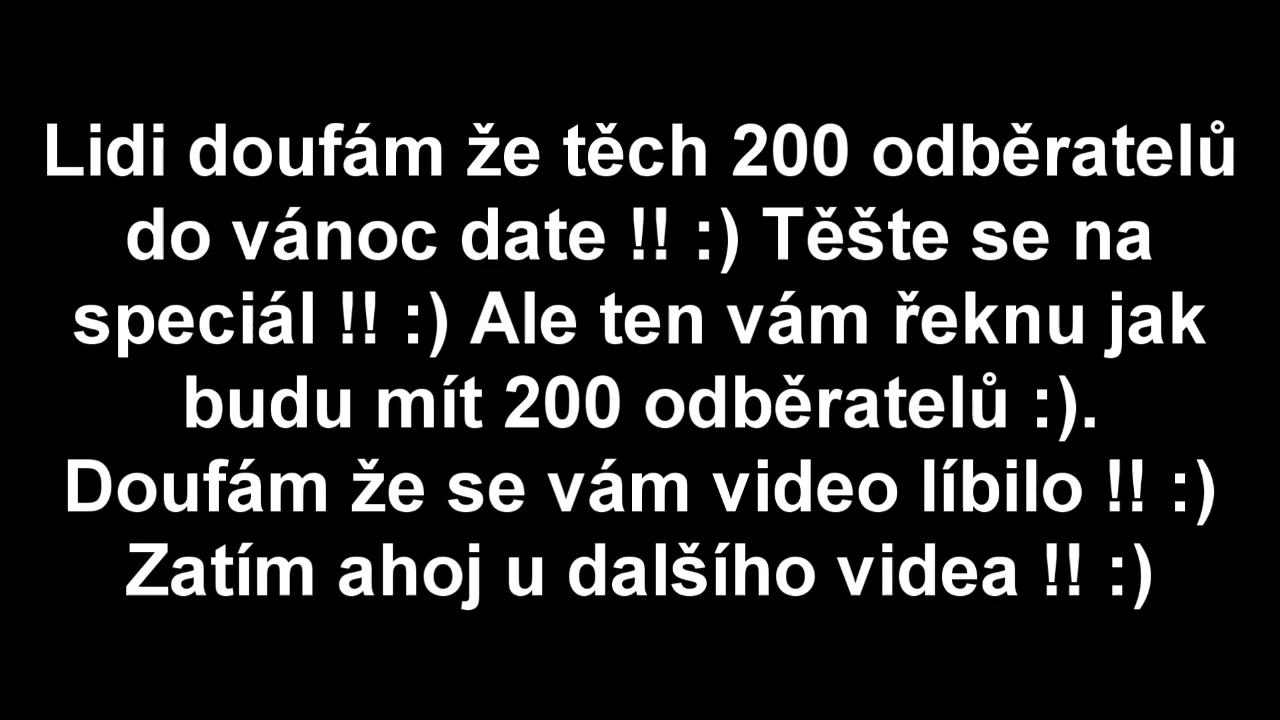 Lidi doufám že těch 200 odběratelů
do vánoc date !! :) Těšte se na
speciál !! :) Ale ten vám řeknu jak
budu mít 200 odběratelů :).
Doufám že se vám video líbilo !! :)
Zatím ahoj u dalšího videa !! :)